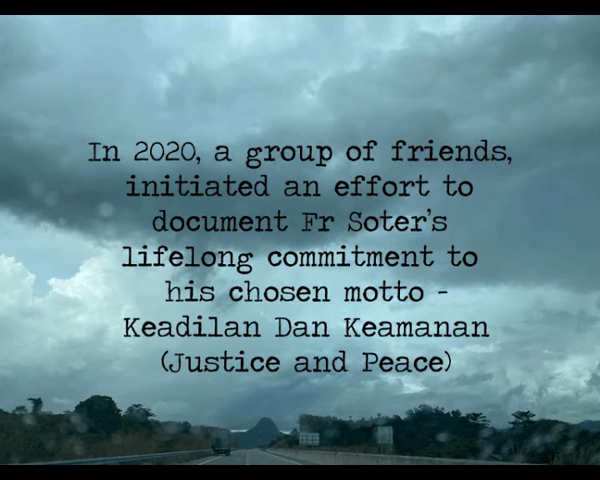 In 2020, a group of friends,
initiated an effort to
document Fr Soter's
lifelong commitment to
his chosen motto -
Keadilan Dan Keamanan
(Justice and Peace)